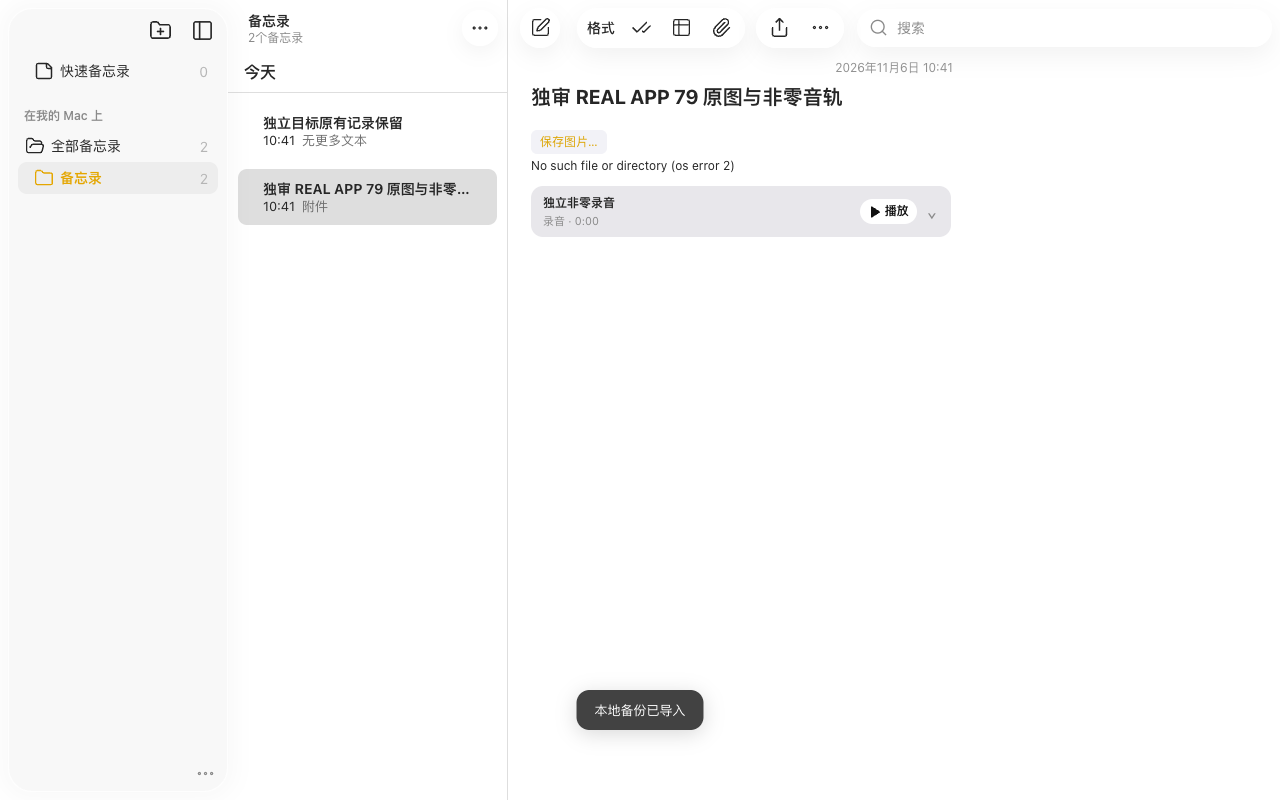 快速备忘录 0
在我的 Mac 上
全部备忘录 2
备忘录 2
备忘录
2个备忘录
今天
独立目标原有记录保留
10:41 无更多文本
独审 REAL APP 79 原图与非零...
10:41 附件
格式
搜索
2026年11月6日 10:41
独审 REAL APP 79 原图与非零音轨
保存图片...
No such file or directory (os error 2)
独立非零录音
录音 · 0:00
播放
本地备份已导入